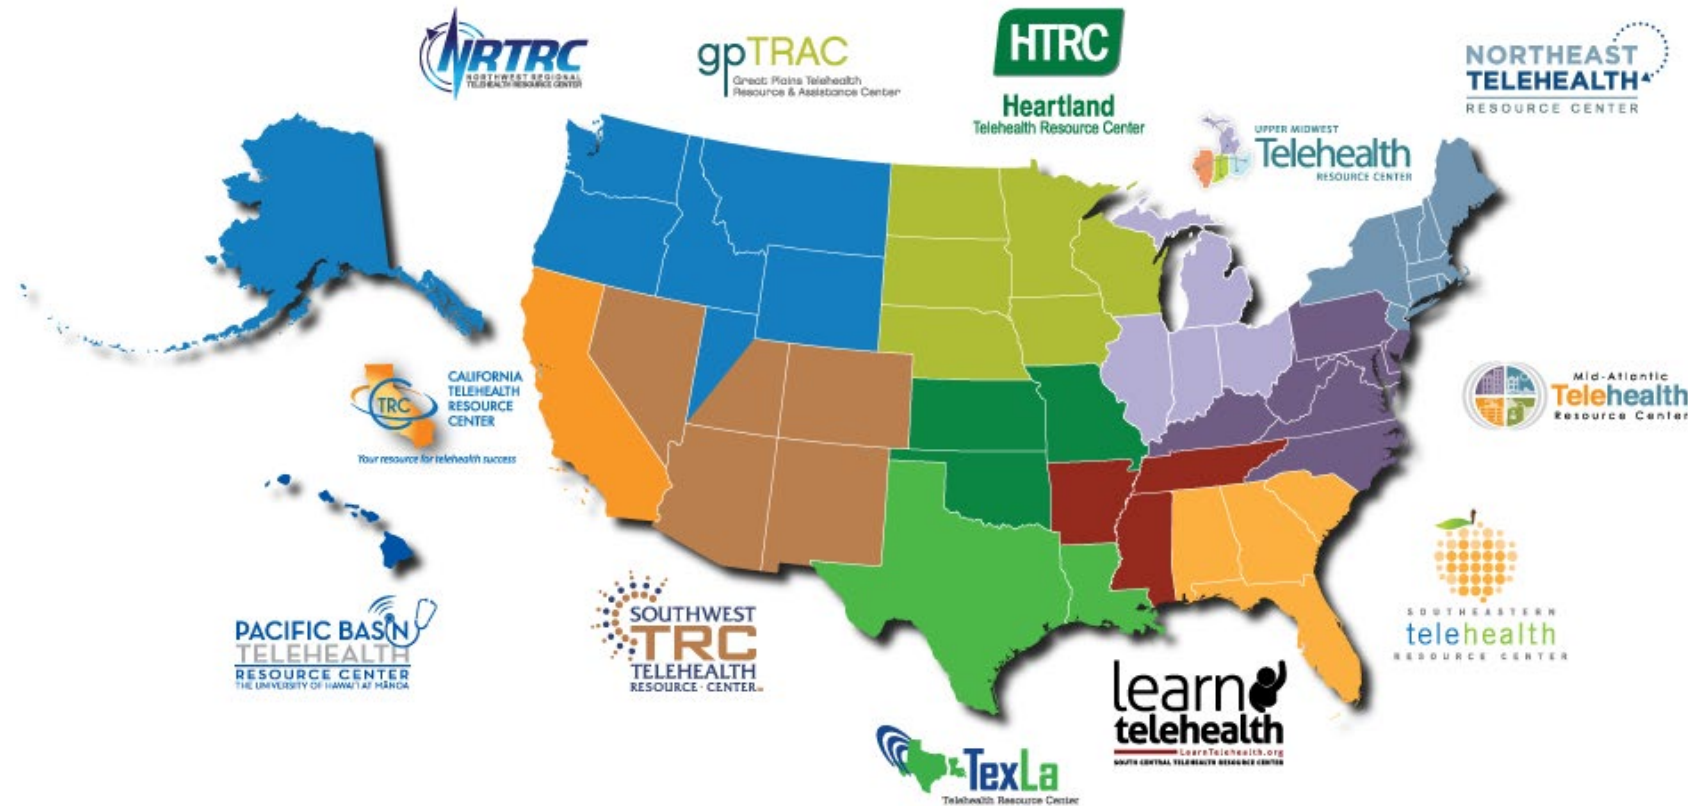 NRTRC
NORTHWEST REGIONAL
TELEHEALTH RESOURCE CENTER
gpTRAC
Great Plains Telehealth
Resource & Assistance Center
HTRC
Heartland
Telehealth Resource Center
NORTHEAST
TELEHEALTH
RESOURCE CENTER
UPPER MIDWEST
Telehealth
RESOURCE CENTER
TRC
CALIFORNIA
TELEHEALTH
RESOURCE
CENTER
Your resource for telehealth success
Mid-Atlantic
Telehealth
Resource Center
PACIFIC BASIN
TELEHEALTH
RESOURCE CENTER
THE UNIVERSITY OF HAWAI'I AT MĀNOA
SOUTHWEST
TRC
TELEHEALTH
RESOURCE · CENTER
SOUTHEASTERN
telehealth
RESOURCE CENTER
learn
telehealth
LearnTelehealth.org
SOUTH CENTRAL TELEHEALTH RESOURCE CENTER
TexLa
Telehealth Resource Center